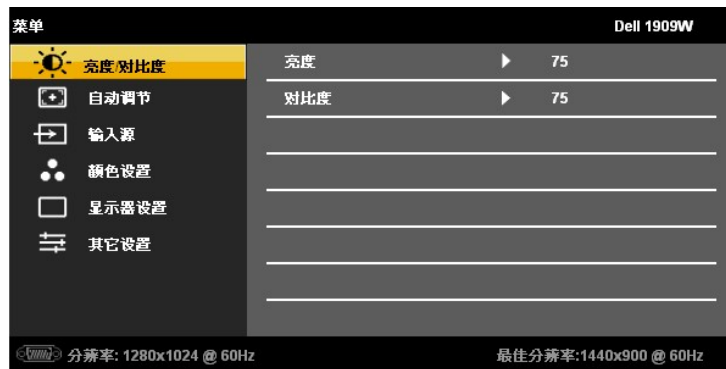 菜单 Dell 1909W
亮度/对比度
亮度 75
自动调节
对比度 75
输入源
颜色设置
显示器设置
其它设置
分辨率: 1280x1024 @ 60Hz
最佳分辨率:1440x900 @ 60Hz